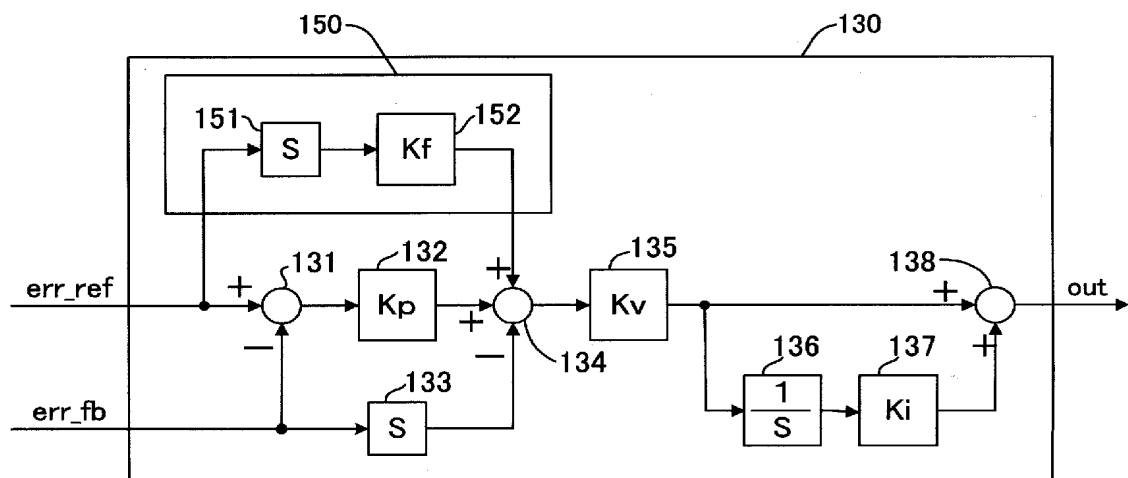 150
130
151
S
152
Kf
err_ref
+
131
−
132
Kp
+
+
−
134
135
Kv
138
+
+
out
err_fb
133
S
136
1
S
137
Ki